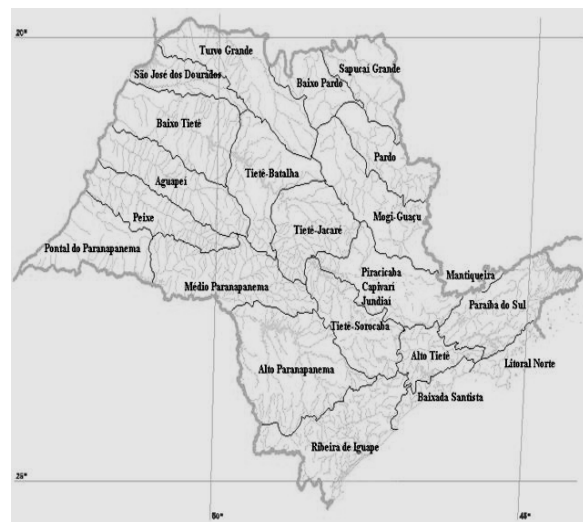 20°
Turvo Grande
Sapucaí Grande
São José dos Dourados
Baixo Pardo
Baixo Tietê
Pardo
Tietê-Batalha
Aguapeí
Peixe
Mogi-Guaçu
Tietê-Jacaré
Pontal do Paranapanema
Piracicaba
Capivarí
Jundiaí
Mantiqueira
Médio Paranapanema
Paraíba do Sul
Tietê-Sorocaba
Alto Tietê
Litoral Norte
Alto Paranapanema
Baixada Santista
Ribeira de Iguape
25°
50°
45°